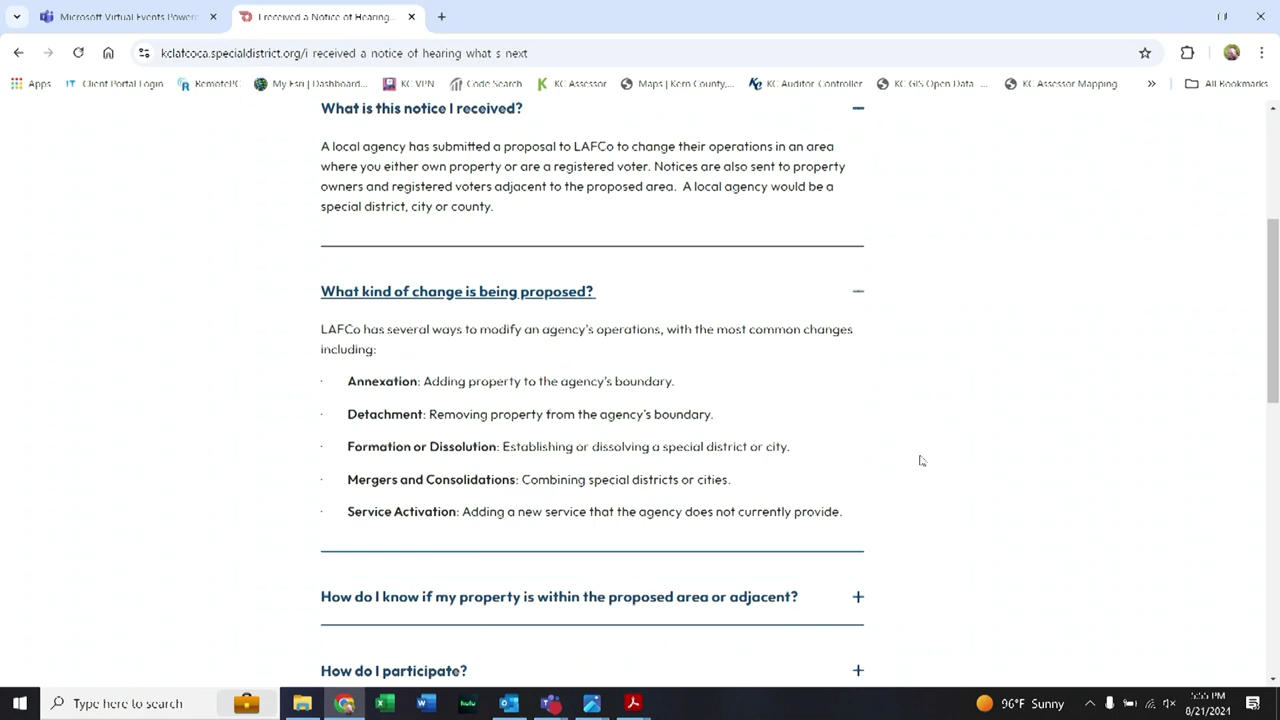 Microsoft Virtual Events Power
I received a Notice of Hearing...
kclafcoca.specialdistrict.org/i received a notice of hearing what s next
Apps
Client Portal Login
RemotePC
My Esri | Dashboard...
KC VPN
Code Search
KC Assessor
Maps | Kern County,...
KC Auditor-Controller
KC GIS Open Data ...
KC Assessor Mapping
»
All Bookmarks
What is this notice I received?
A local agency has submitted a proposal to LAFCo to change their operations in an area
where you either own property or are a registered voter. Notices are also sent to property
owners and registered voters adjacent to the proposed area. A local agency would be a
special district, city or county.
What kind of change is being proposed?
LAFCo has several ways to modify an agency's operations, with the most common changes
including:
· Annexation: Adding property to the agency's boundary.
· Detachment: Removing property from the agency's boundary.
· Formation or Dissolution: Establishing or dissolving a special district or city.
· Mergers and Consolidations: Combining special districts or cities.
· Service Activation: Adding a new service that the agency does not currently provide.
How do I know if my property is within the proposed area or adjacent?
How do I participate?
Type here to search
hulu
96°F Sunny
5:55 PM
8/21/2024